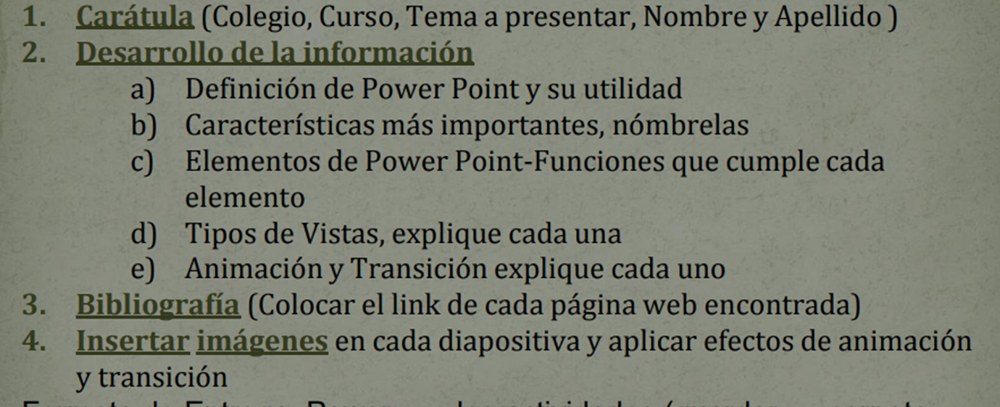 1. Carátula (Colegio, Curso, Tema a presentar, Nombre y Apellido )
2. Desarrollo de la información
a) Definición de Power Point y su utilidad
b) Características más importantes, nómbrelas
c) Elementos de Power Point-Funciones que cumple cada
elemento
d) Tipos de Vistas, explique cada una
e) Animación y Transición explique cada uno
3. Bibliografía (Colocar el link de cada página web encontrada)
4. Insertar imágenes en cada diapositiva y aplicar efectos de animación
y transición